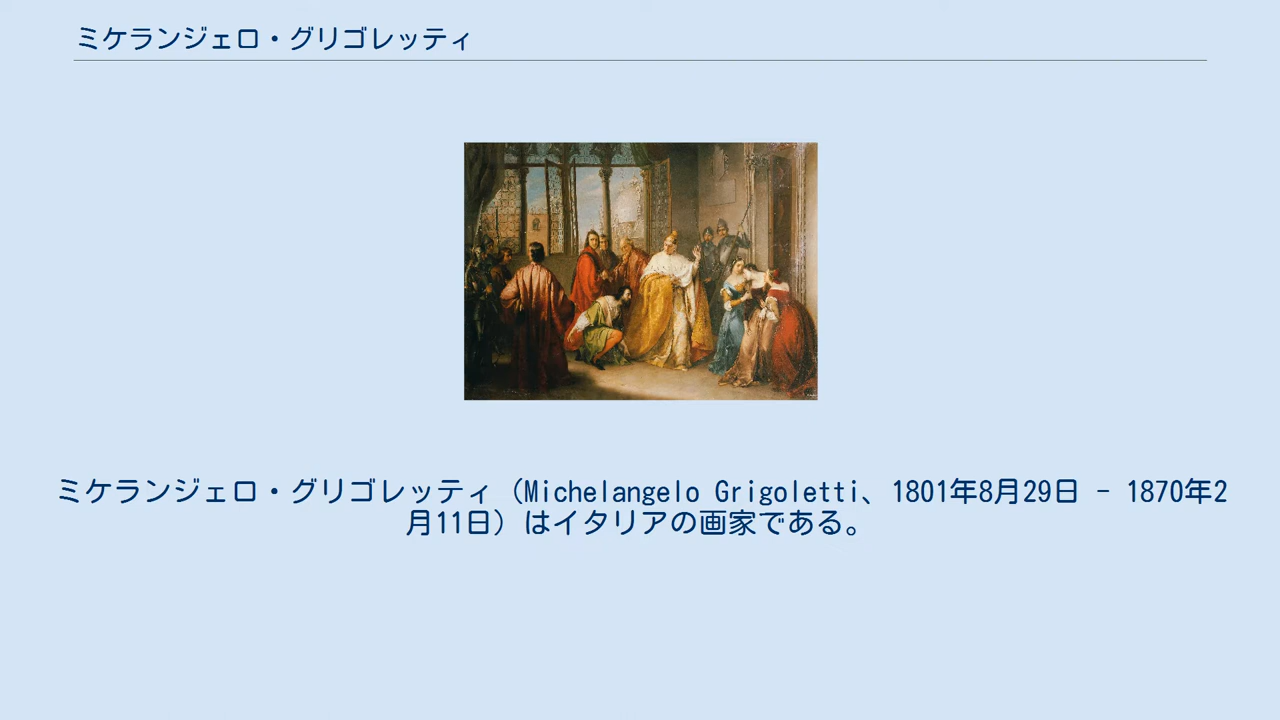 ミケランジェロ・グリゴレッティ
ミケランジェロ・グリゴレッティ（Michelangelo Grigoletti、1801年8月29日 - 1870年2
月11日）はイタリアの画家である。